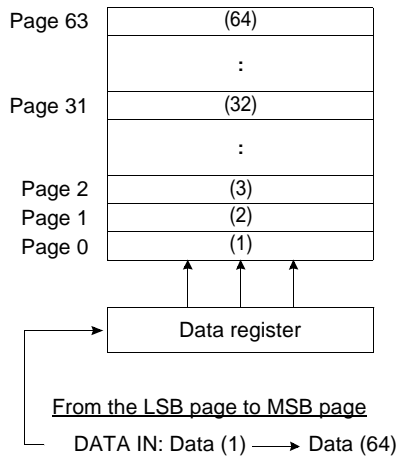 Page 63 (64)
:
Page 31 (32)
:
Page 2 (3)
Page 1 (2)
Page 0 (1)
Data register
From the LSB page to MSB page
DATA IN: Data (1) Data (64)